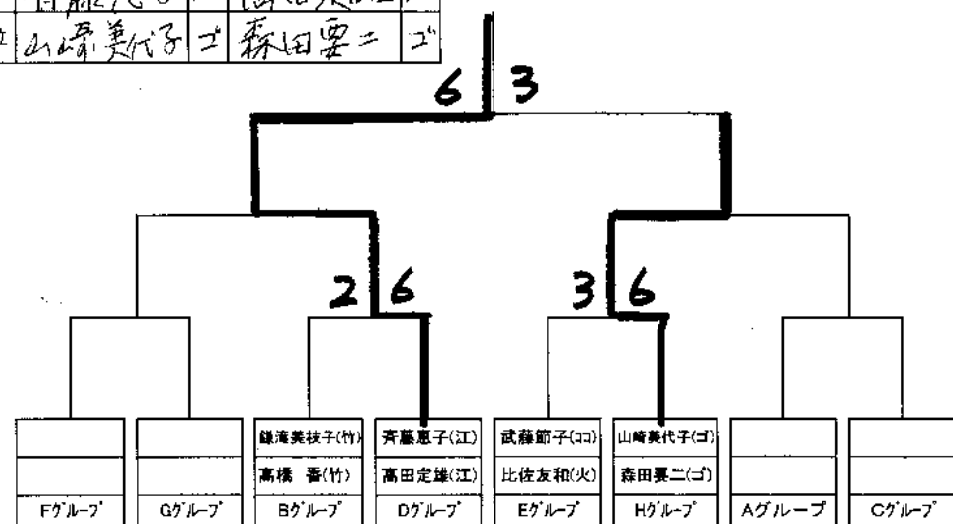 山崎美代子 ゴ 森田要二 ゴ
6 3
2 6 3 6
鎌滝美枝子(竹) 斉藤恵子(江) 武藤節子(ココ) 山崎美代子(ゴ)
高橋 香(竹) 高田定雄(江) 比佐友和(火) 森田要二(ゴ)
Fグループ Gグループ Bグループ Dグループ Eグループ Hグループ Aグループ Cグループ